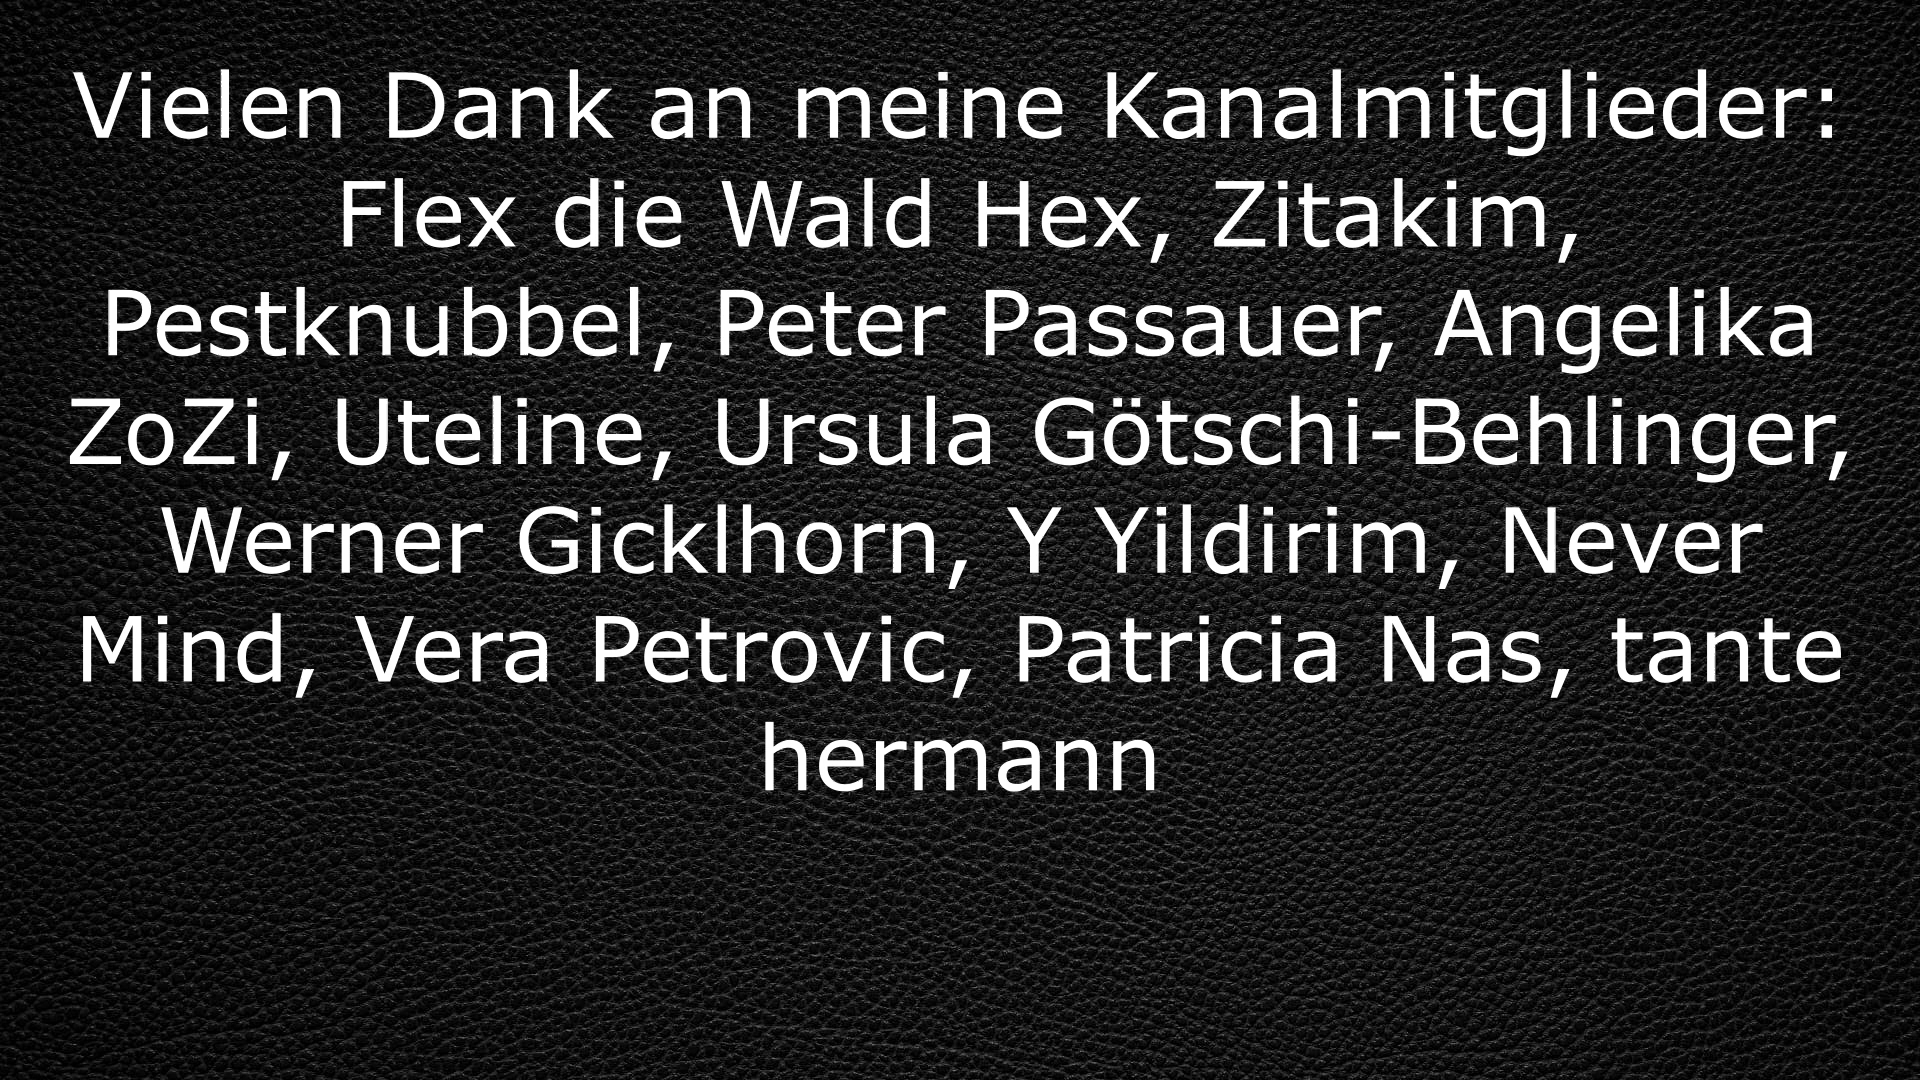 Vielen Dank an meine Kanalmitglieder:
Flex die Wald Hex, Zitakim,
Pestknubbel, Peter Passauer, Angelika
ZoZi, Uteline, Ursula Götschi-Behlinger,
Werner Gicklhorn, Y Yildirim, Never
Mind, Vera Petrovic, Patricia Nas, tante
hermann